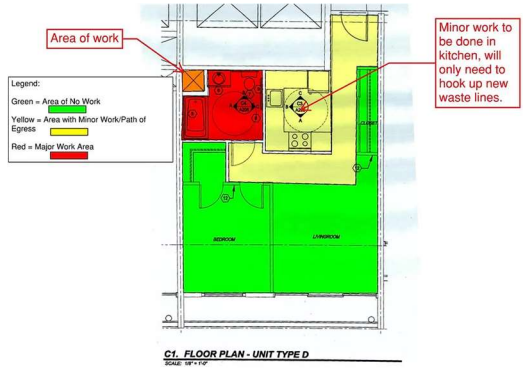 Area of work
Minor work to
be done in
kitchen, will
only need to
hook up new
waste lines.
Legend:
Green = Area of No Work
Yellow = Area with Minor Work/Path of
Egress
Red = Major Work Area
CLOSET
BEDROOM
LIVINGROOM
C1. FLOOR PLAN - UNIT TYPE D
SCALE: 1/8" = 1'-0"